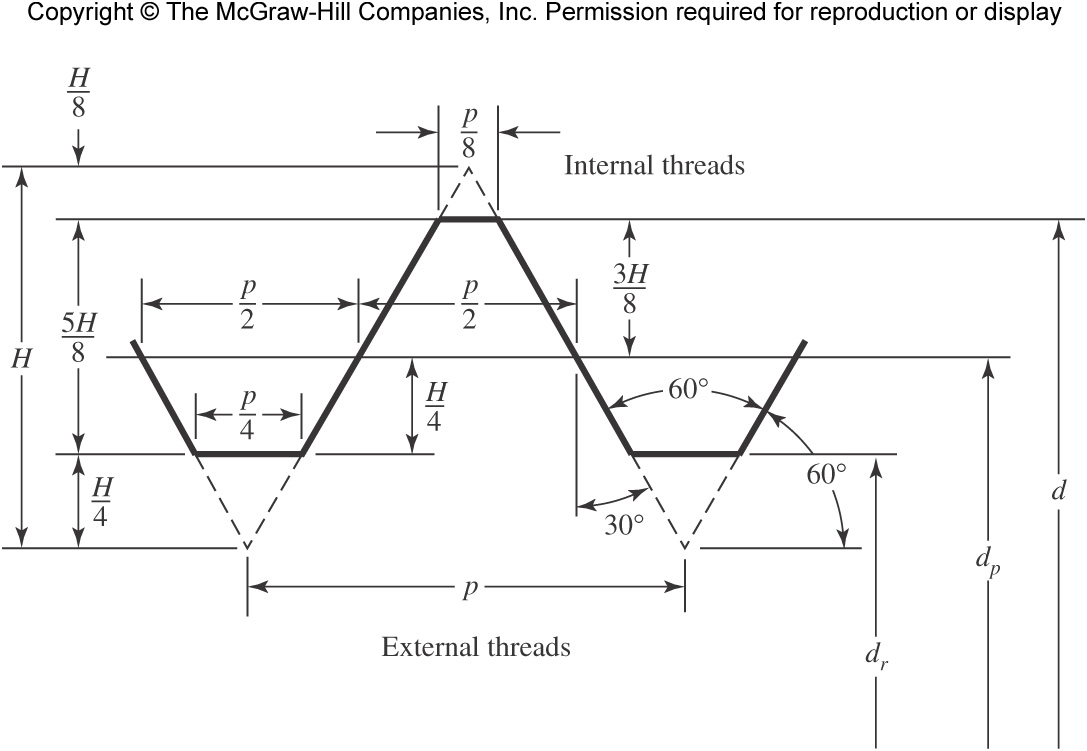 Copyright © The McGraw-Hill Companies, Inc. Permission required for reproduction or display
H/8
p/8
Internal threads
3H/8
p/2
p/2
5H/8
H
60°
p/4
H/4
60°
H/4
d
30°
d_p
p
External threads
d_r